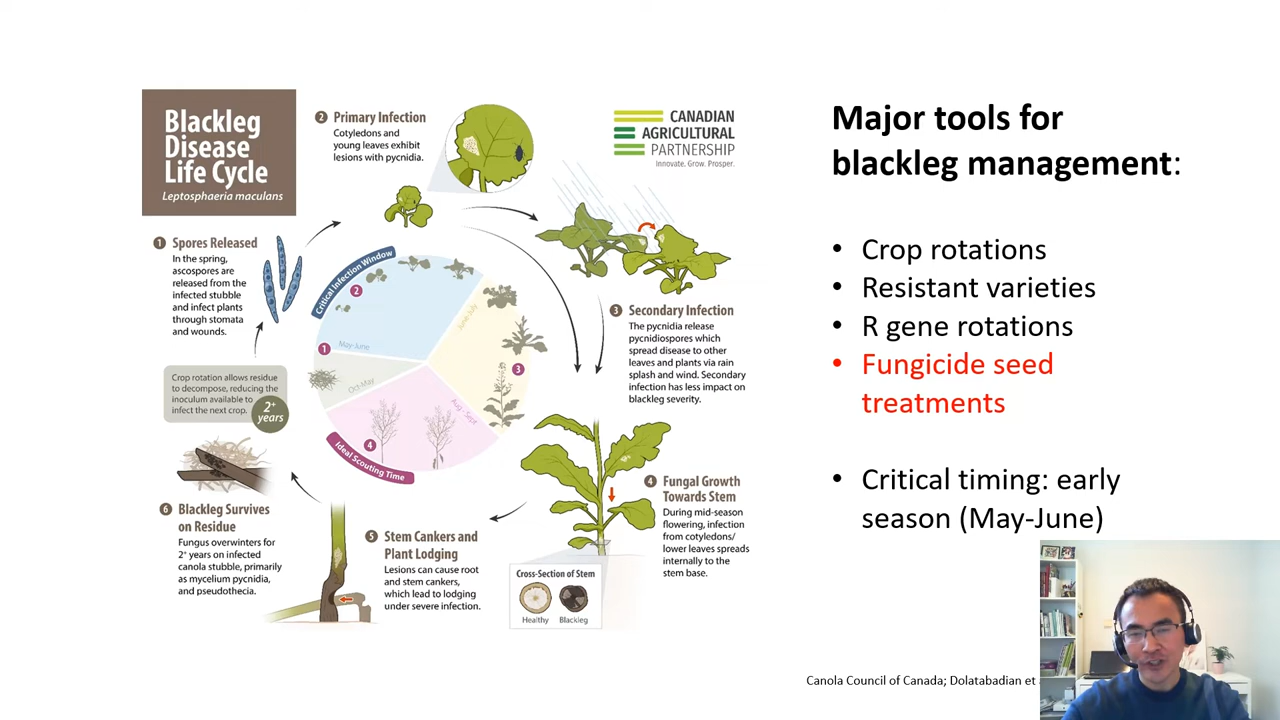 Blackleg
Disease
Life Cycle
Leptosphaeria maculans
2 Primary Infection
Cotyledons and
young leaves exhibit
lesions with pycnidia.
CANADIAN
AGRICULTURAL
PARTNERSHIP
Innovate. Grow. Prosper.
1 Spores Released
In the spring,
ascospores are
released from the
infected stubble
and infect plants
through stomata
and wounds.
Critical Infection Window
2
1
May-June
June-July
3
Oct-May
Aug - Sept
4
Ideal Scouting Time
3 Secondary Infection
The pycnidia release
pycnidiospores which
spread disease to other
leaves and plants via rain
splash and wind. Secondary
infection has less impact on
blackleg severity.
Crop rotation allows residue
to decompose, reducing the
inoculum available to
infect the next crop.
2+
years
4 Fungal Growth
Towards Stem
During mid-season
flowering, infection
from cotyledons/
lower leaves spreads
internally to the
stem base.
Cross-Section of Stem
Healthy Blackleg
5 Stem Cankers and
Plant Lodging
Lesions can cause root
and stem cankers,
which lead to lodging
under severe infection.
6 Blackleg Survives
on Residue
Fungus overwinters for
2+ years on infected
canola stubble, primarily
as mycelium pycnidia,
and pseudothecia.
Major tools for
blackleg management:
• Crop rotations
• Resistant varieties
• R gene rotations
• Fungicide seed
treatments
• Critical timing: early
season (May-June)
Canola Council of Canada; Dolatabadian et